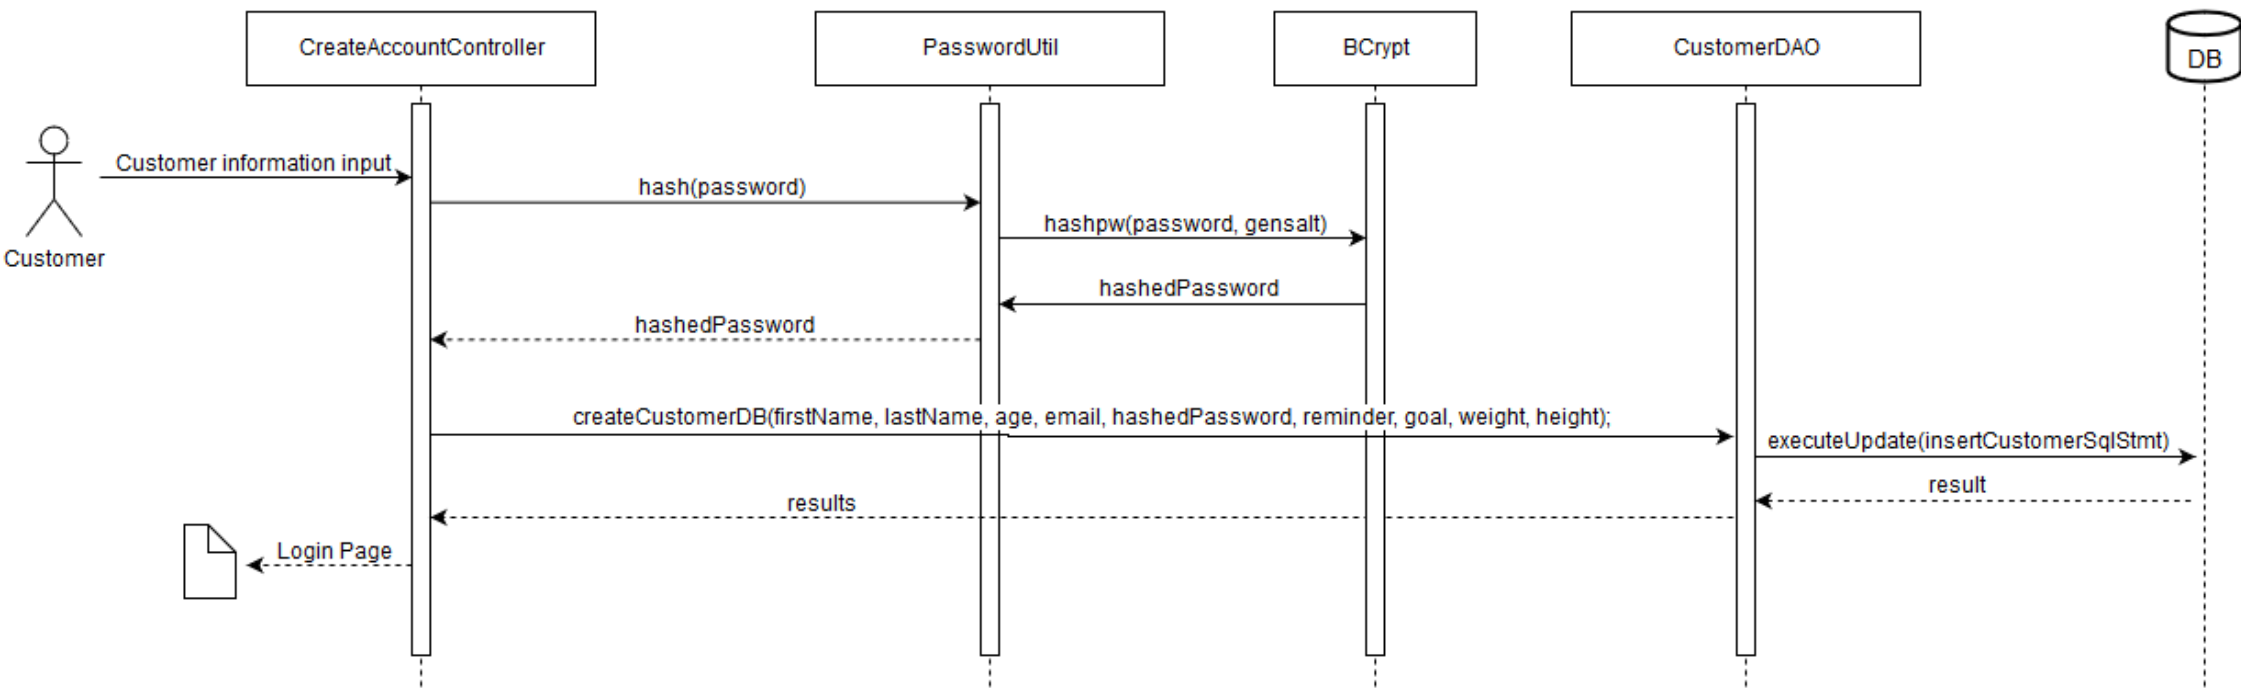 CreateAccountController
PasswordUtil
BCrypt
CustomerDAO
DB
Customer information input
Customer
hash(password)
hashpw(password, gensalt)
hashedPassword
hashedPassword
createCustomerDB(firstName, lastName, age, email, hashedPassword, reminder, goal, weight, height);
executeUpdate(insertCustomerSqlStmt)
result
results
Login Page